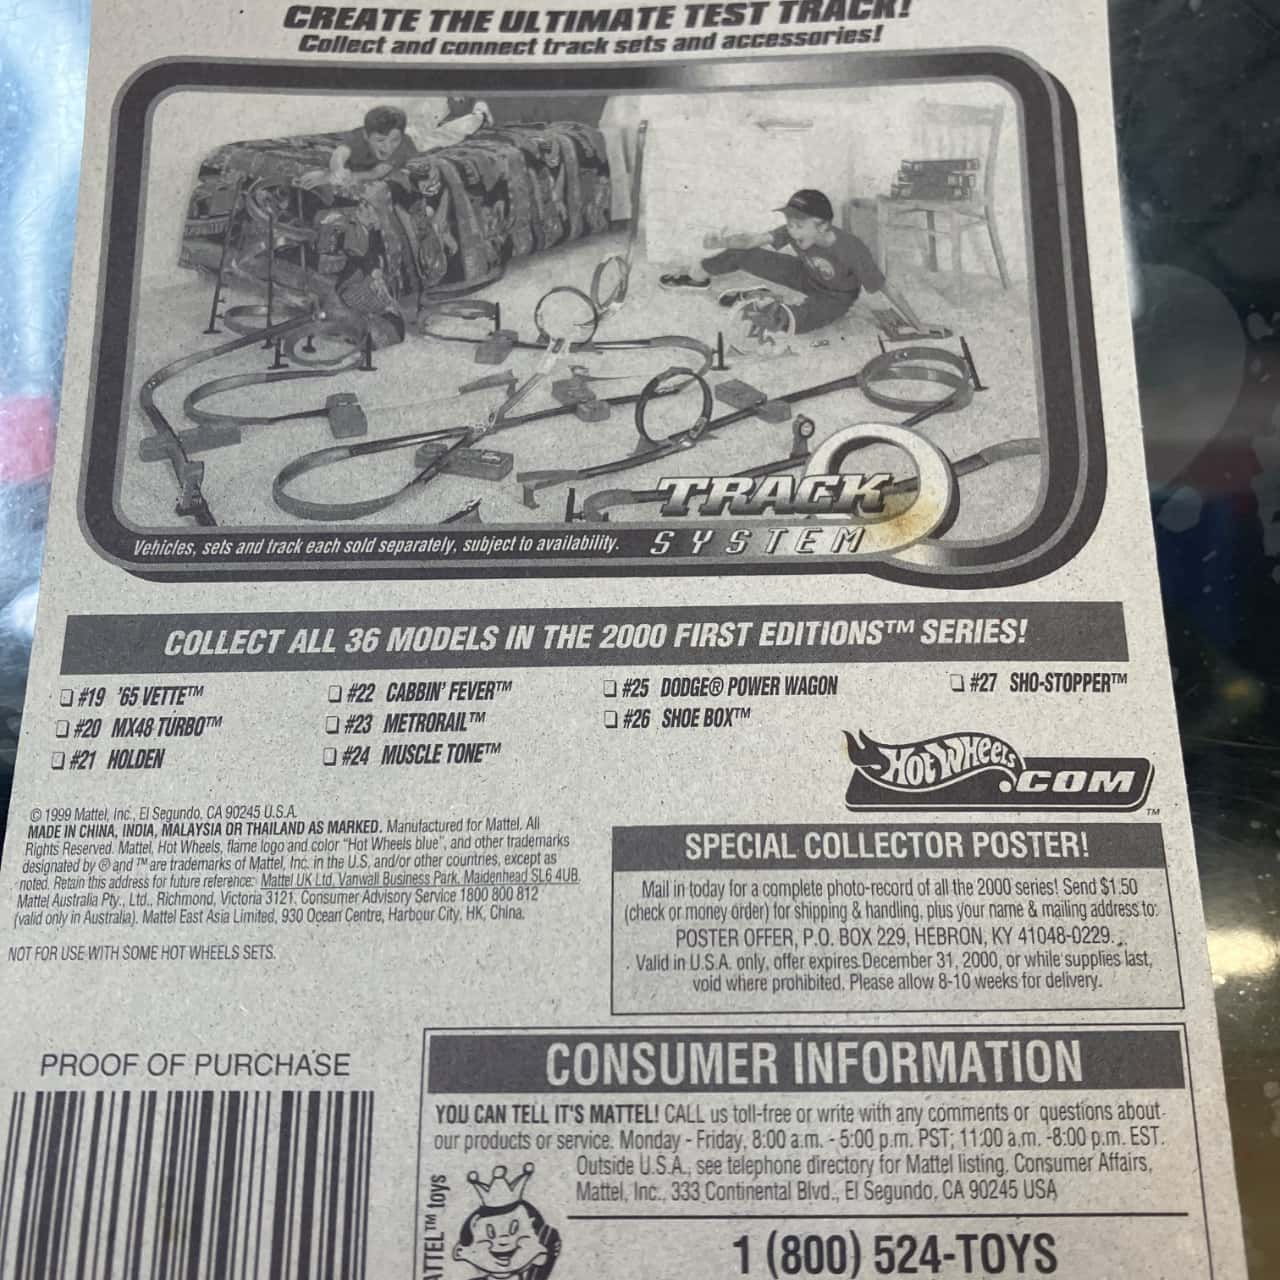 CREATE THE ULTIMATE TEST TRACK!
Collect and connect track sets and accessories!
TRACK
SYSTEM
Vehicles, sets and track each sold separately, subject to availability.
COLLECT ALL 36 MODELS IN THE 2000 FIRST EDITIONS™ SERIES!
#19 '65 VETTE™
#20 MX48 TURBO™
#21 HOLDEN
#22 CABBIN' FEVER™
#23 METRORAIL™
#24 MUSCLE TONE™
#25 DODGE® POWER WAGON
#26 SHOE BOX™
#27 SHO-STOPPER™
Hot Wheels
.COM
TM
© 1999 Mattel, Inc., El Segundo, CA 90245 U.S.A.
MADE IN CHINA, INDIA, MALAYSIA OR THAILAND AS MARKED. Manufactured for Mattel. All
Rights Reserved. Mattel, Hot Wheels, flame logo and color "Hot Wheels blue", and other trademarks
designated by ® and ™ are trademarks of Mattel, Inc. in the U.S. and/or other countries, except as
noted. Retain this address for future reference: Mattel UK Ltd, Vanwall Business Park, Maidenhead SL6 4UB.
Mattel Australia Pty., Ltd., Richmond, Victoria 3121. Consumer Advisory Service 1800 800 812
(valid only in Australia). Mattel East Asia Limited, 930 Ocean Centre, Harbour City, HK, China.
NOT FOR USE WITH SOME HOT WHEELS SETS.
SPECIAL COLLECTOR POSTER!
Mail in today for a complete photo-record of all the 2000 series! Send $1.50
(check or money order) for shipping & handling, plus your name & mailing address to:
POSTER OFFER, P.O. BOX 229, HEBRON, KY 41048-0229.
Valid in U.S.A. only, offer expires December 31, 2000, or while supplies last,
void where prohibited. Please allow 8-10 weeks for delivery.
PROOF OF PURCHASE
CONSUMER INFORMATION
YOU CAN TELL IT'S MATTEL! CALL us toll-free or write with any comments or questions about
our products or service. Monday - Friday, 8:00 a.m. - 5:00 p.m. PST; 11:00 a.m. -8:00 p.m. EST.
Outside U.S.A., see telephone directory for Mattel listing. Consumer Affairs,
Mattel, Inc., 333 Continental Blvd., El Segundo, CA 90245 USA
1 (800) 524-TOYS
ATTEL™ toys